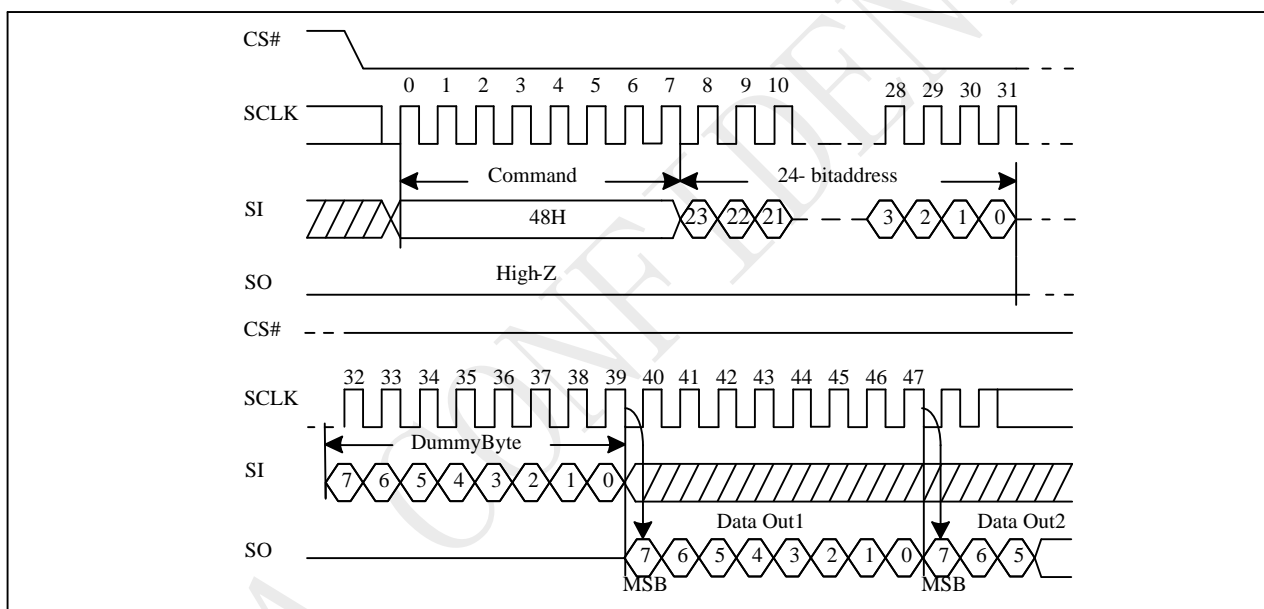 CS#
0 1 2 3 4 5 6 7 8 9 10 28 29 30 31
SCLK
Command 24- bitaddress
SI 48H 23 22 21 3 2 1 0
High-Z
SO
CS#
32 33 34 35 36 37 38 39 40 41 42 43 44 45 46 47
SCLK
DummyByte
SI 7 6 5 4 3 2 1 0
Data Out1 Data Out2
SO 7 6 5 4 3 2 1 0 7 6 5
MSB MSB